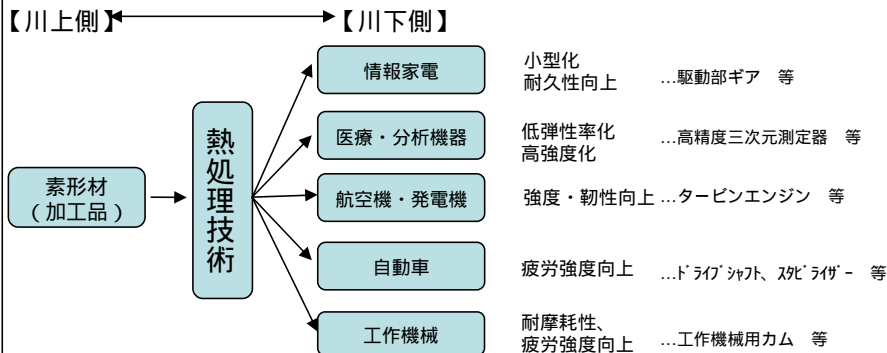 【川上側】 【川下側】
情報家電
小型化
耐久性向上 …駆動部ギア 等
医療・分析機器
低弾性率化
高強度化 …高精度三次元測定器 等
熱処理技術
素形材
（加工品）
航空機・発電機
強度・靭性向上 …タービンエンジン 等
自動車
疲労強度向上 …ﾄﾞﾗｲﾌﾞｼｬﾌﾄ、ｽﾀﾋﾞﾗｲｻﾞｰ 等
工作機械
耐摩耗性、
疲労強度向上 …工作機械用カム 等